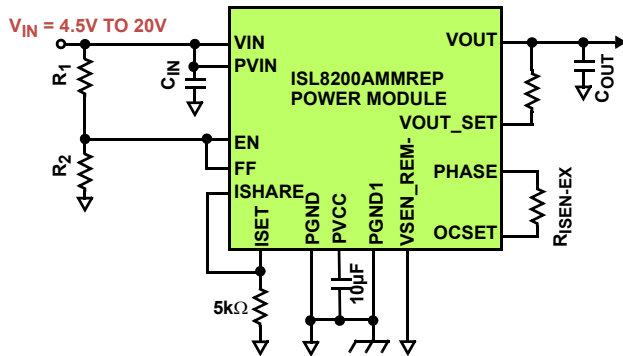 V_IN = 4.5V TO 20V
VIN
VOUT
PVIN
R1
C_IN
C_OUT
ISL8200AMMREP
POWER MODULE
VOUT_SET
EN
R2
FF
PHASE
ISHARE
R_ISEN-EX
ISET
PGND
PVCC
PGND1
VSEN_REM-
OCSET
5kΩ
10µF